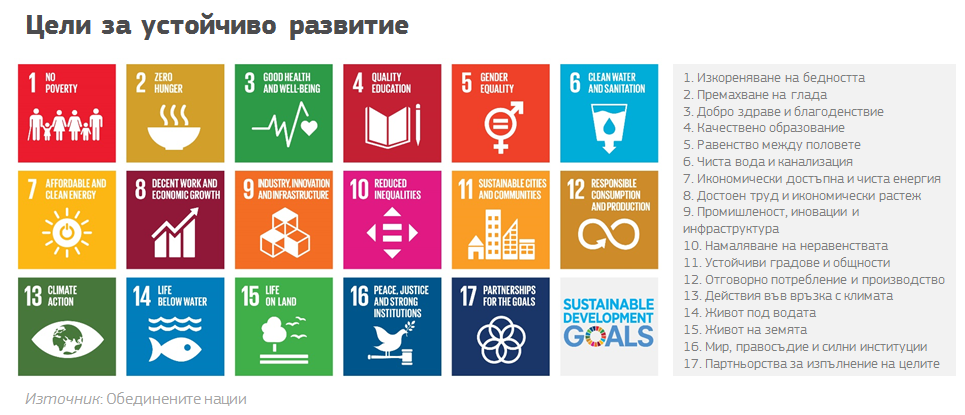 Цели за устойчиво развитие
1 NO
POVERTY
2 ZERO
HUNGER
3 GOOD HEALTH
AND WELL-BEING
4 QUALITY
EDUCATION
5 GENDER
EQUALITY
6 CLEAN WATER
AND SANITATION
7 AFFORDABLE AND
CLEAN ENERGY
8 DECENT WORK AND
ECONOMIC GROWTH
9 INDUSTRY, INNOVATION
AND INFRASTRUCTURE
10 REDUCED
INEQUALITIES
11 SUSTAINABLE CITIES
AND COMMUNITIES
12 RESPONSIBLE
CONSUMPTION
AND PRODUCTION
13 CLIMATE
ACTION
14 LIFE
BELOW WATER
15 LIFE
ON LAND
16 PEACE, JUSTICE
AND STRONG
INSTITUTIONS
17 PARTNERSHIPS
FOR THE GOALS
SUSTAINABLE
DEVELOPMENT
GOALS
1. Изкореняване на бедността
2. Премахване на глада
3. Добро здраве и благоденствие
4. Качествено образование
5. Равенство между половете
6. Чиста вода и канализация
7. Икономически достъпна и чиста енергия
8. Достоен труд и икономически растеж
9. Промишленост, иновации и
инфраструктура
10. Намаляване на неравенствата
11. Устойчиви градове и общности
12. Отговорно потребление и производство
13. Действия във връзка с климата
14. Живот под водата
15. Живот на земята
16. Мир, правосъдие и силни институции
17. Партньорства за изпълнение на целите
Източник: Обединените нации